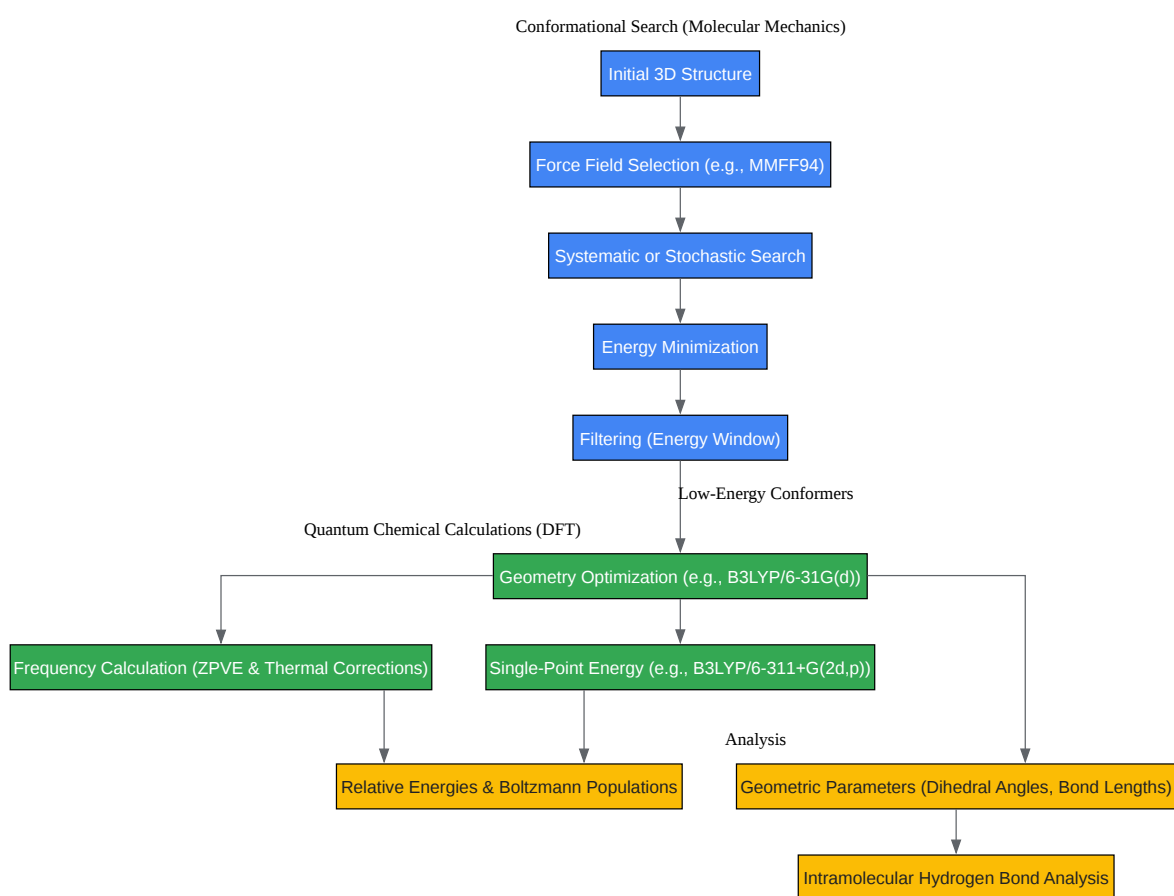 Conformational Search (Molecular Mechanics)
Initial 3D Structure
Force Field Selection (e.g., MMFF94)
Systematic or Stochastic Search
Energy Minimization
Filtering (Energy Window)
Low-Energy Conformers
Quantum Chemical Calculations (DFT)
Geometry Optimization (e.g., B3LYP/6-31G(d))
Frequency Calculation (ZPVE & Thermal Corrections)
Single-Point Energy (e.g., B3LYP/6-311+G(2d,p))
Analysis
Relative Energies & Boltzmann Populations
Geometric Parameters (Dihedral Angles, Bond Lengths)
Intramolecular Hydrogen Bond Analysis